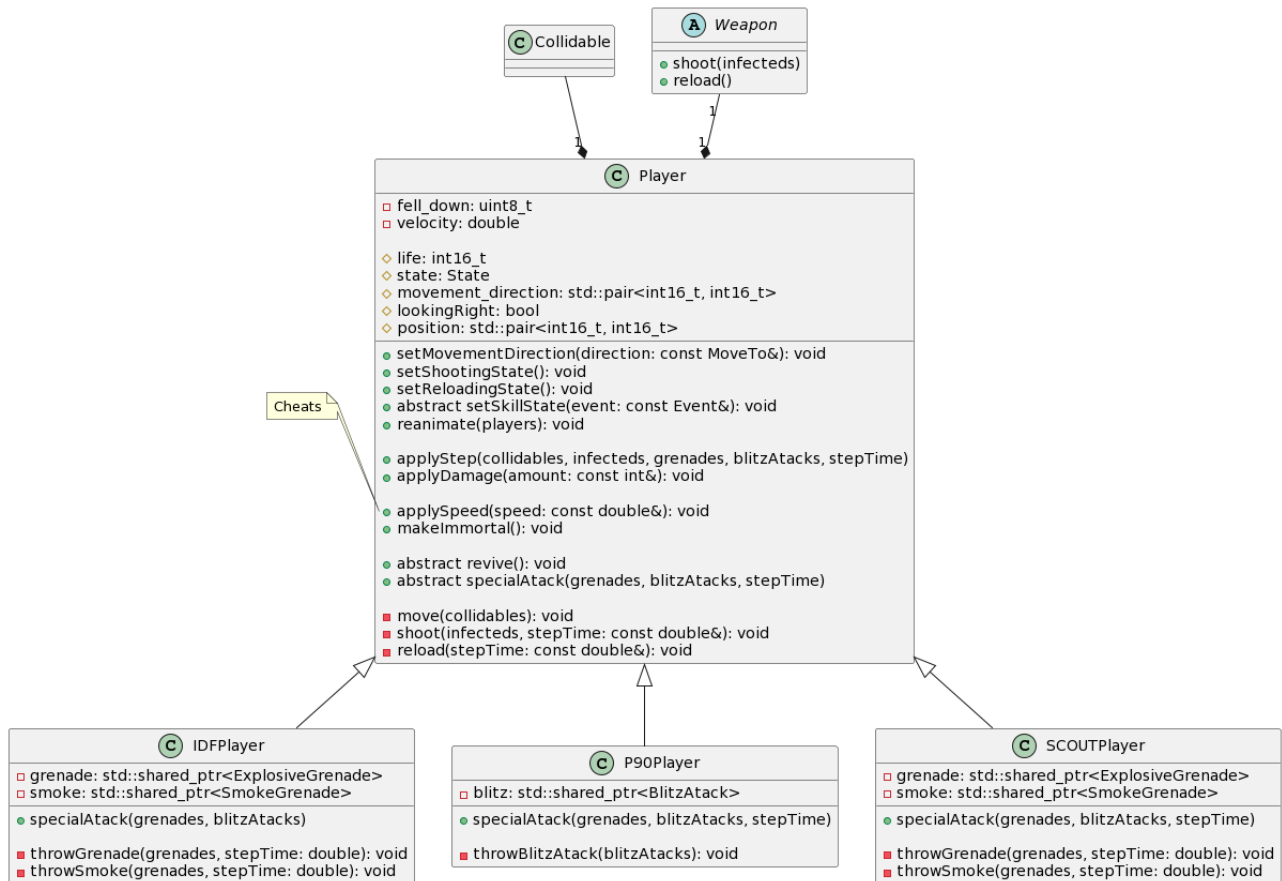 C Collidable
A Weapon
shoot(infecteds)
reload()
1
1
1
C Player
fell_down: uint8_t
velocity: double
life: int16_t
state: State
movement_direction: std::pair<int16_t, int16_t>
lookingRight: bool
position: std::pair<int16_t, int16_t>
setMovementDirection(direction: const MoveTo&): void
setShootingState(): void
setReloadingState(): void
abstract setSkillState(event: const Event&): void
reanimate(players): void
Cheats
applyStep(collidables, infecteds, grenades, blitzAtacks, stepTime)
applyDamage(amount: const int&): void
applySpeed(speed: const double&): void
makeImmortal(): void
abstract revive(): void
abstract specialAtack(grenades, blitzAtacks, stepTime)
move(collidables): void
shoot(infecteds, stepTime: const double&): void
reload(stepTime: const double&): void
C IDFPlayer
grenade: std::shared_ptr<ExplosiveGrenade>
smoke: std::shared_ptr<SmokeGrenade>
specialAtack(grenades, blitzAtacks)
throwGrenade(grenades, stepTime: double): void
throwSmoke(grenades, stepTime: double): void
C P90Player
blitz: std::shared_ptr<BlitzAtack>
specialAtack(grenades, blitzAtacks, stepTime)
throwBlitzAtack(blitzAtacks): void
C SCOUTPlayer
grenade: std::shared_ptr<ExplosiveGrenade>
smoke: std::shared_ptr<SmokeGrenade>
specialAtack(grenades, blitzAtacks, stepTime)
throwGrenade(grenades, stepTime: double): void
throwSmoke(grenades, stepTime: double): void